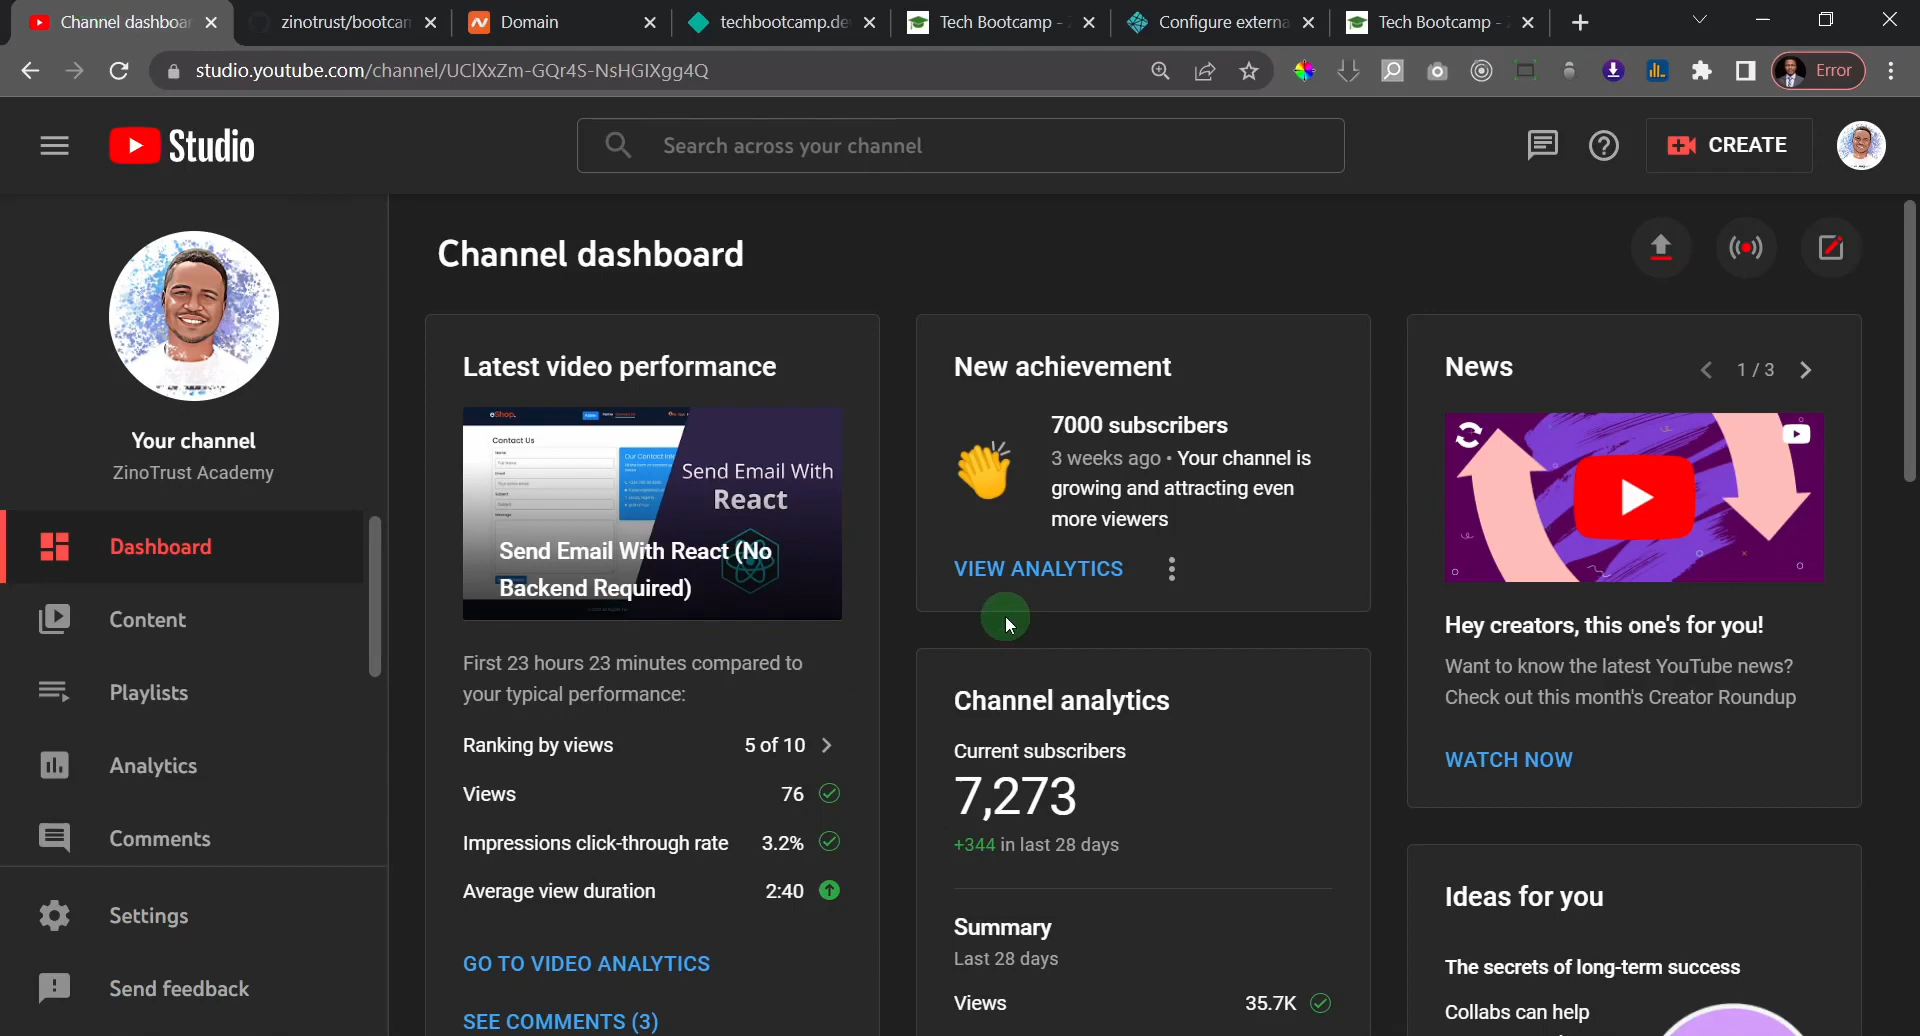 Channel dashboar
zinotrust/bootcan
Domain
techbootcamp.de
Tech Bootcamp -
Configure externa
Tech Bootcamp -
studio.youtube.com/channel/UClXxZm-GQr4S-NsHGIXgg4Q
Error
Studio
Search across your channel
CREATE
Your channel
ZinoTrust Academy
Dashboard
Content
Playlists
Analytics
Comments
Settings
Send feedback
Channel dashboard
Latest video performance
eShop.
Contact Us
Our Contact Inf
Send Email With
React
Send Email With React (No
Backend Required)
First 23 hours 23 minutes compared to
your typical performance:
Ranking by views 5 of 10
Views 76
Impressions click-through rate 3.2%
Average view duration 2:40
GO TO VIDEO ANALYTICS
SEE COMMENTS (3)
New achievement
7000 subscribers
3 weeks ago • Your channel is
growing and attracting even
more viewers
VIEW ANALYTICS
Channel analytics
Current subscribers
7,273
+344 in last 28 days
Summary
Last 28 days
Views 35.7K
News
1 / 3
Hey creators, this one's for you!
Want to know the latest YouTube news?
Check out this month's Creator Roundup
WATCH NOW
Ideas for you
The secrets of long-term success
Collabs can help